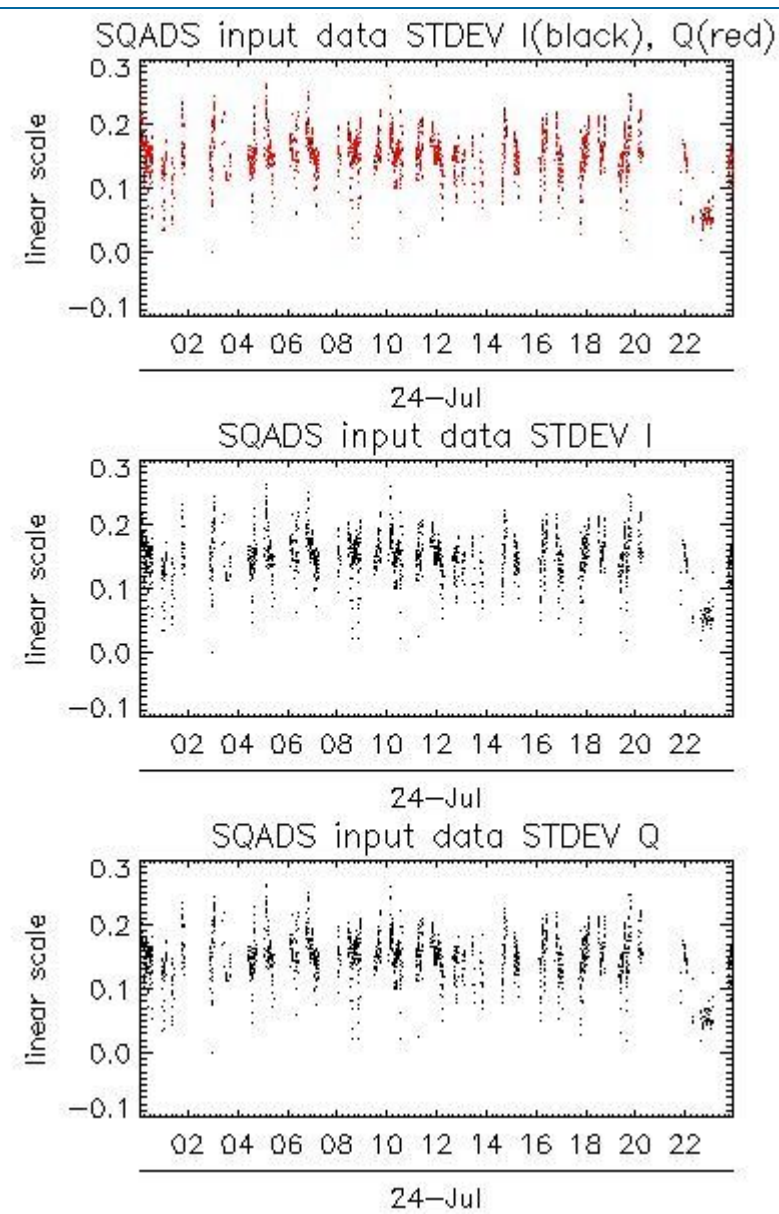 SQADS input data STDEV I(black), Q(red)
0.3
0.2
0.1
0.0
−0.1
linear scale
02 04 06 08 10 12 14 16 18 20 22
24−Jul
SQADS input data STDEV I
0.3
0.2
0.1
0.0
−0.1
linear scale
02 04 06 08 10 12 14 16 18 20 22
24−Jul
SQADS input data STDEV Q
0.3
0.2
0.1
0.0
−0.1
linear scale
02 04 06 08 10 12 14 16 18 20 22
24−Jul